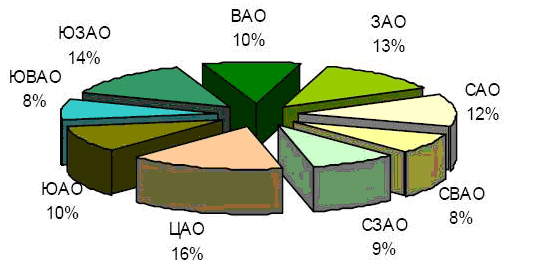 ВАО
10%
ЗАО
13%
САО
12%
СВАО
8%
СЗАО
9%
ЦАО
16%
ЮАО
10%
ЮВАО
8%
ЮЗАО
14%